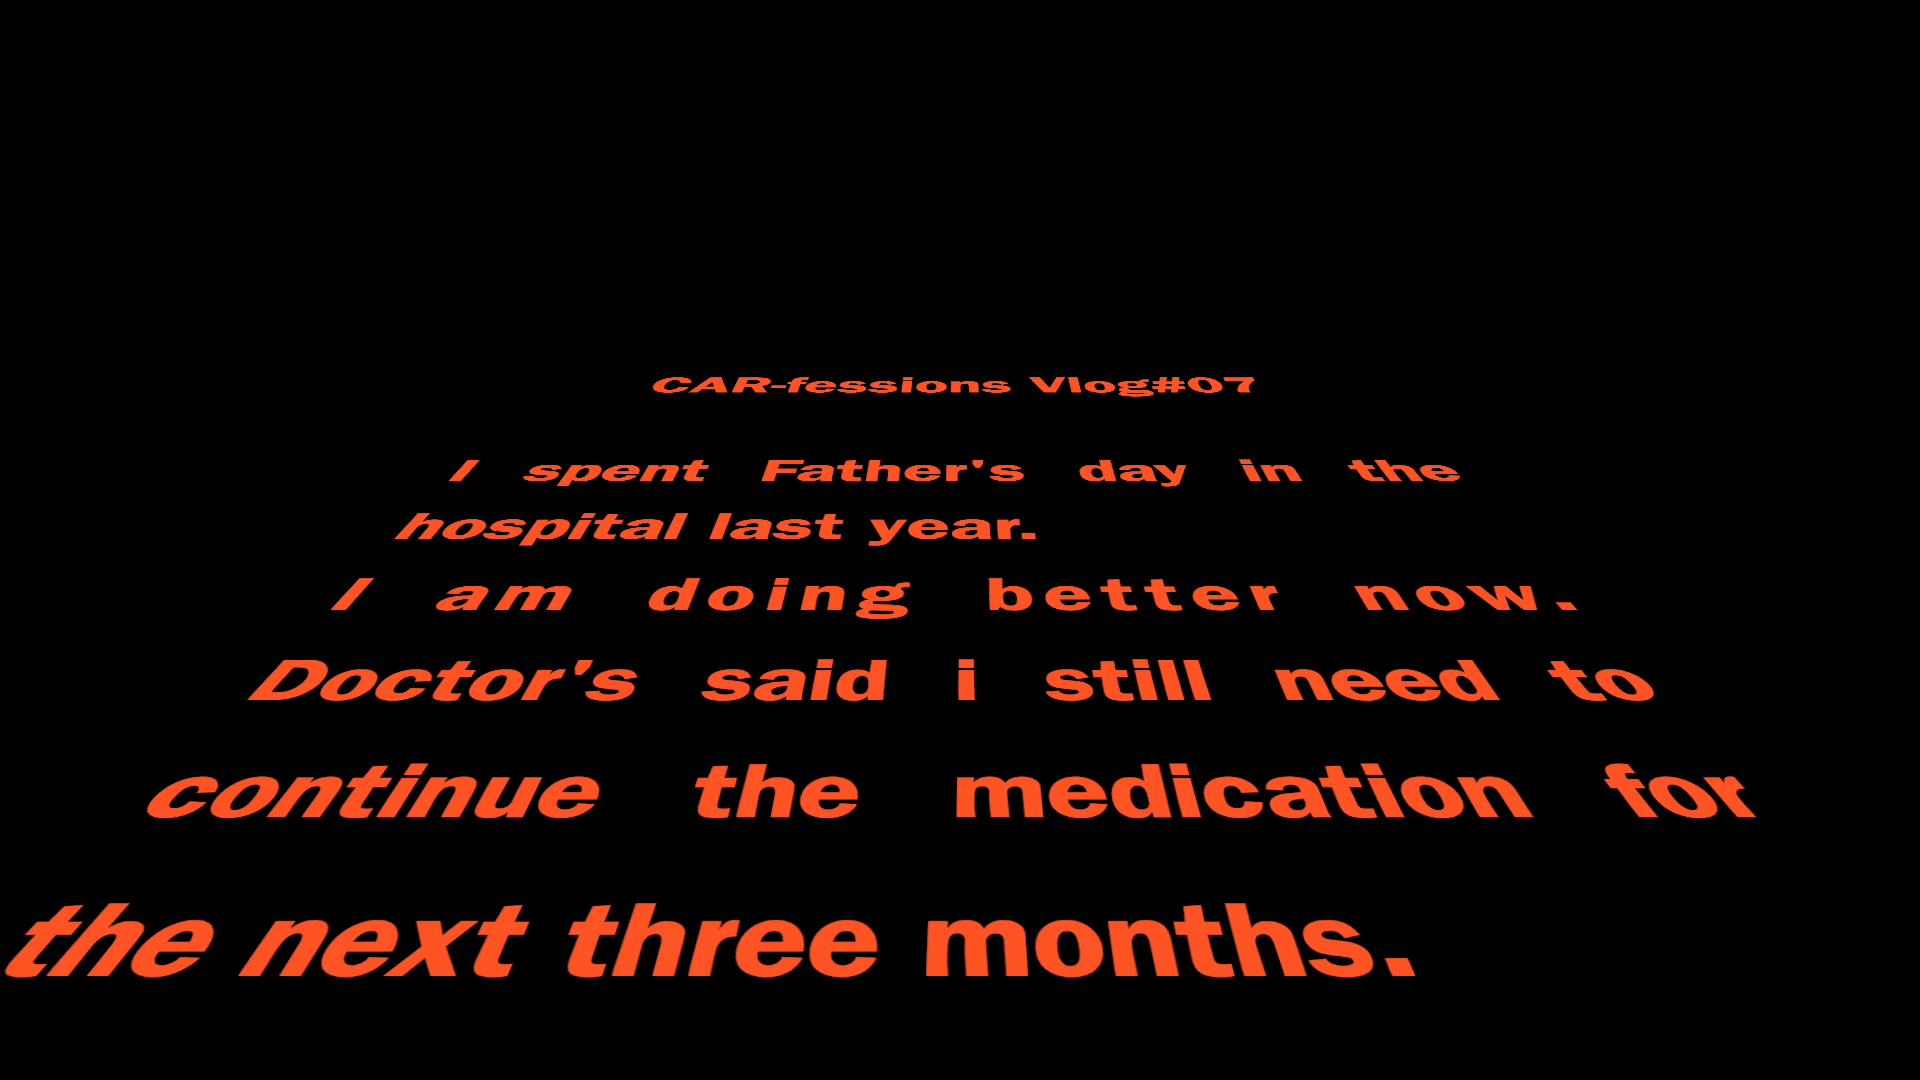 CAR-fessions Vlog#07
I spent Father's day in the
hospital last year.
I am doing better now.
Doctor's said i still need to
continue the medication for
the next three months.